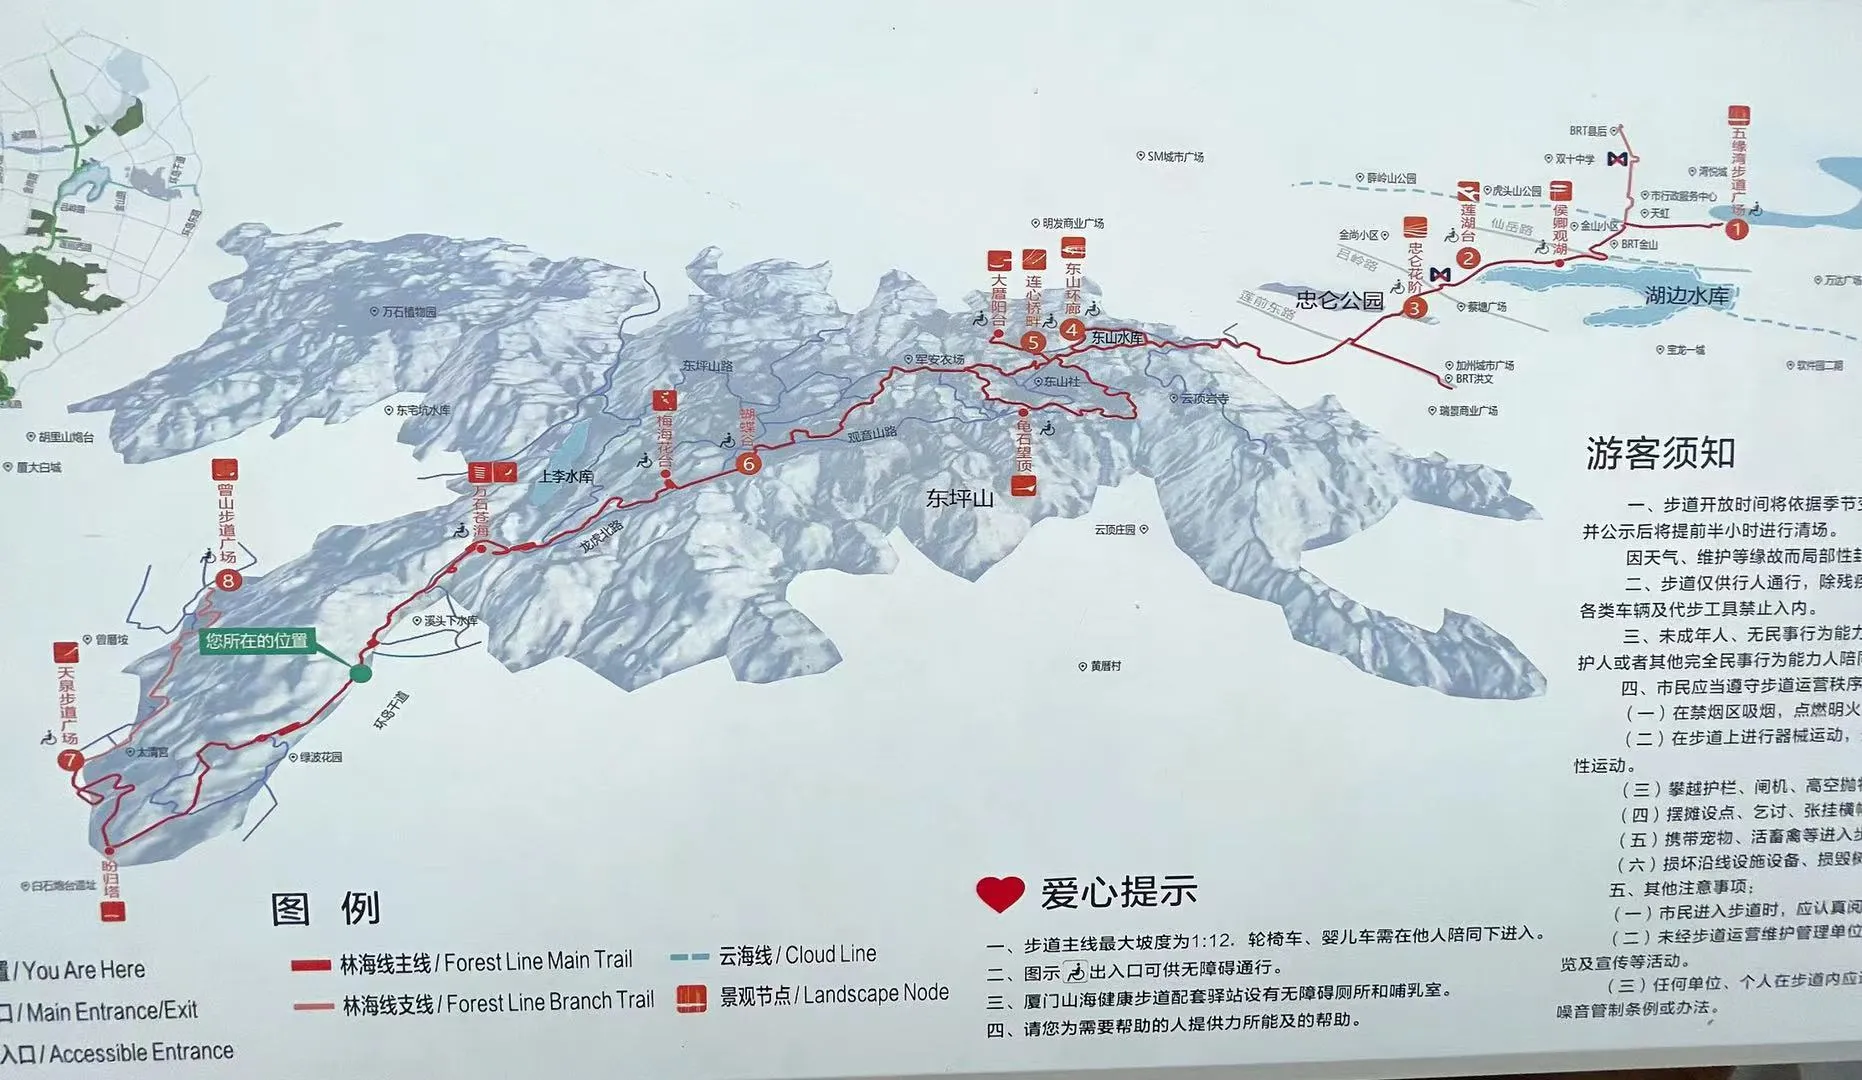 BRT县后
双十中学
五缘湾步道广场
湾悦城
SM城市广场
薛岭山公园
虎头山公园
莲湖台
侯卿观湖
市行政服务中心
天虹
仙岳路
金山小区
BRT金山
1
明发商业广场
金尚小区
吕岭路
忠仑花阶
2
大厝阳台
连心桥畔
东山环廊
莲前东路
忠仑公园
3
蔡塘广场
湖边水库
万达广场
万石植物园
5
4
东山水库
宝龙一城
软件园二期
东坪山路
军安农场
加州城市广场
BRT洪文
东山社
云顶岩寺
瑞景商业广场
东宅坑水库
胡里山炮台
厦大白城
梅海花台
蝴蝶谷
观音山路
龟石望顶
6
上李水库
万石苍海
东坪山
云顶庄园
曾山步道广场
龙虎北路
8
溪头下水库
您所在的位置
曾厝垵
天泉步道广场
黄厝村
环岛干道
7
太清宫
绿波花园
白石炮台遗址
盼归塔
游客须知
一、步道开放时间将依据季节变
并公示后将提前半小时进行清场。
因天气、维护等缘故而局部性封
二、步道仅供行人通行，除残疾
各类车辆及代步工具禁止入内。
三、未成年人、无民事行为能力
护人或者其他完全民事行为能力人陪同
四、市民应当遵守步道运营秩序
（一）在禁烟区吸烟，点燃明火
（二）在步道上进行器械运动，
性运动。
（三）攀越护栏、闸机、高空抛物
（四）摆摊设点、乞讨、张挂横幅
（五）携带宠物、活畜禽等进入步
（六）损坏沿线设施设备、损毁树
五、其他注意事项：
（一）市民进入步道时，应认真阅
（二）未经步道运营维护管理单位
览及宣传等活动。
（三）任何单位、个人在步道内应
噪音管制条例或办法。
图 例
置/You Are Here
口/Main Entrance/Exit
入口/Accessible Entrance
林海线主线/Forest Line Main Trail
林海线支线/Forest Line Branch Trail
云海线/Cloud Line
景观节点/Landscape Node
爱心提示
一、步道主线最大坡度为1:12．轮椅车、婴儿车需在他人陪同下进入。
二、图示出入口可供无障碍通行。
三、厦门山海健康步道配套驿站设有无障碍厕所和哺乳室。
四、请您为需要帮助的人提供力所能及的帮助。